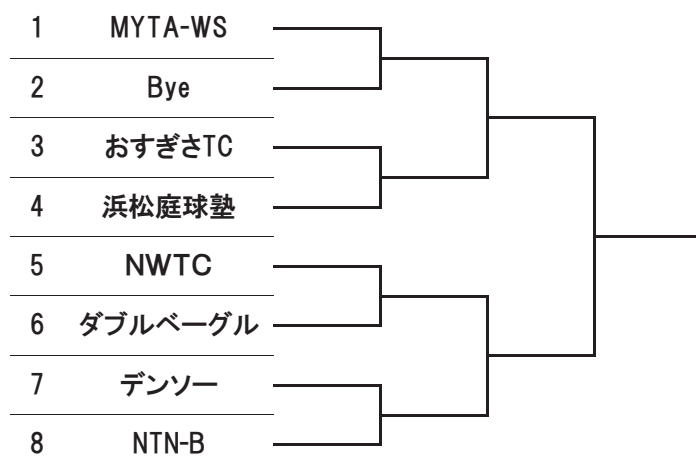 1 MYTA-WS
2 Bye
3 おすぎさTC
4 浜松庭球塾
5 NWTC
6 ダブルベーグル
7 デンソー
8 NTN-B